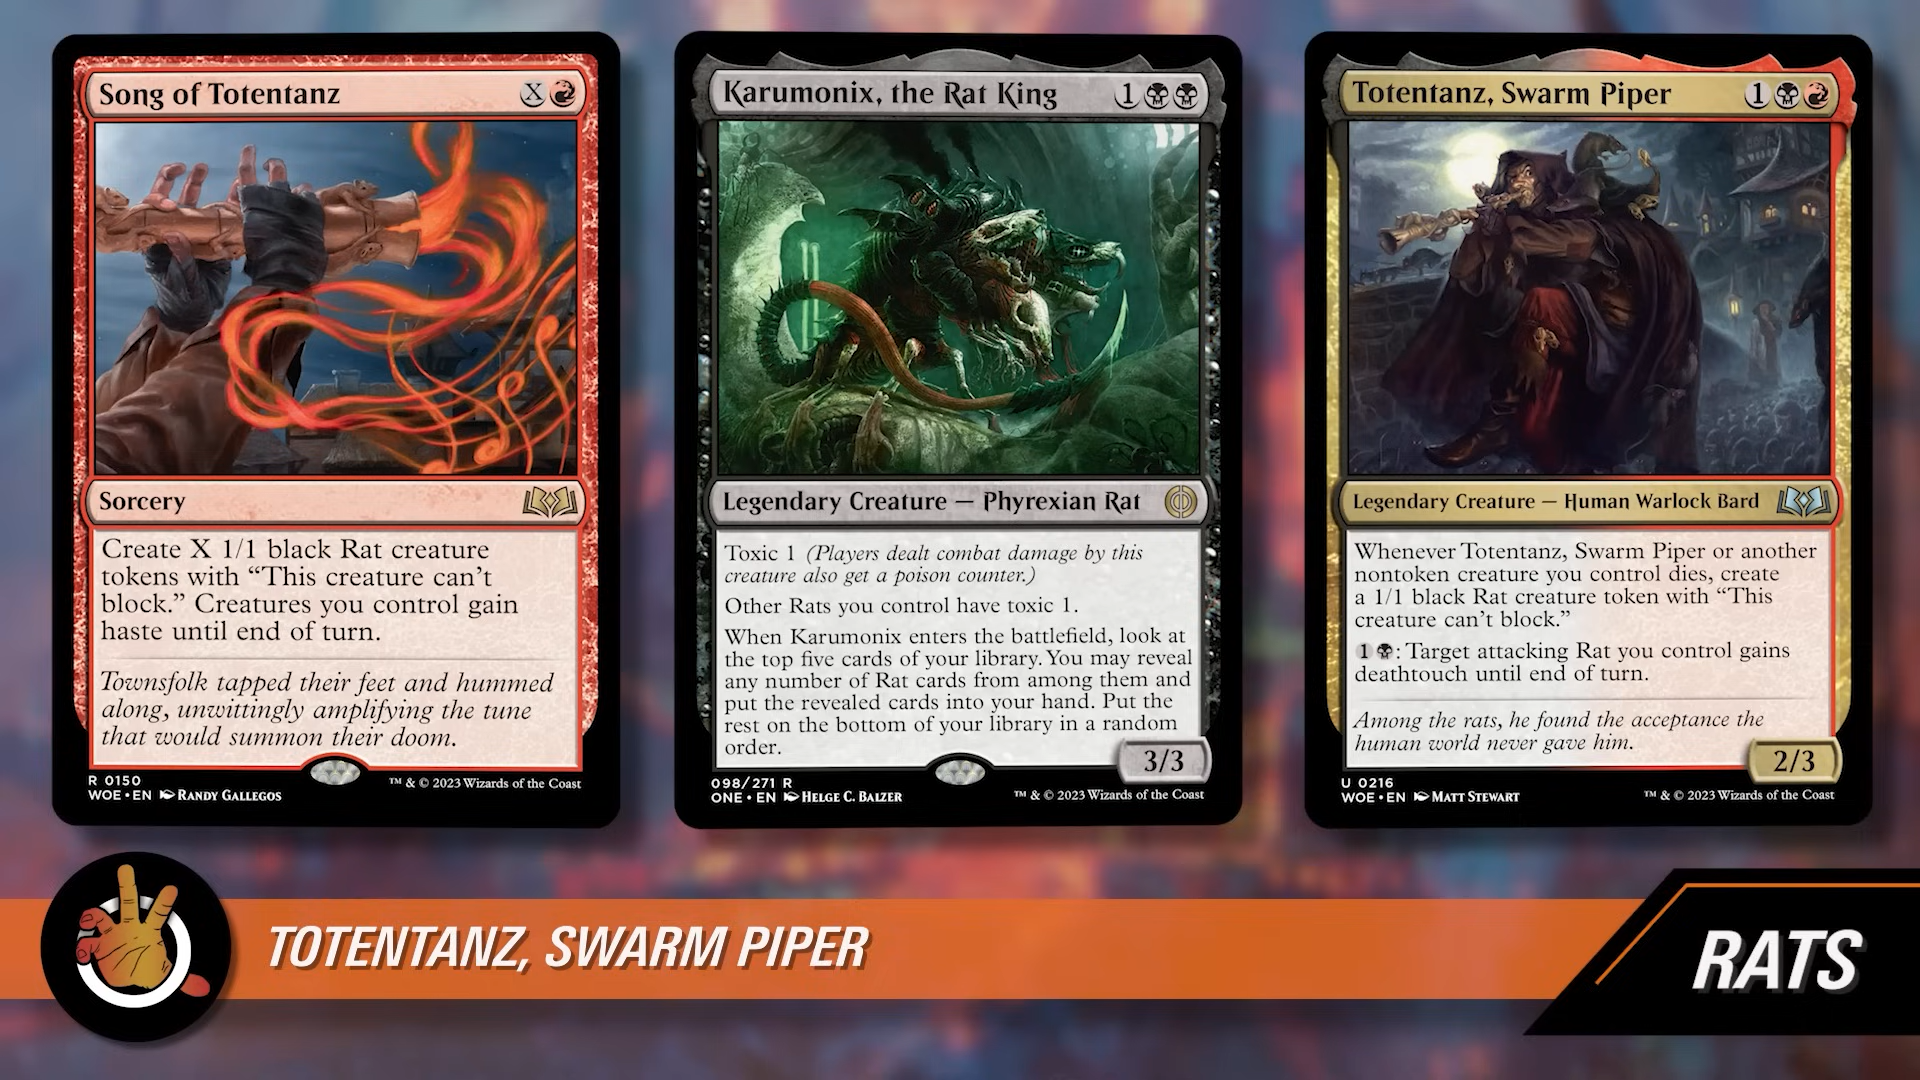 Song of Totentanz
X
Sorcery
Create X 1/1 black Rat creature
tokens with “This creature can’t
block.” Creatures you control gain
haste until end of turn.
Townsfolk tapped their feet and hummed
along, unwittingly amplifying the tune
that would summon their doom.
R 0150
WOE • EN RANDY GALLEGOS
™ & © 2023 Wizards of the Coast
Karumonix, the Rat King
1
Legendary Creature — Phyrexian Rat
Toxic 1 (Players dealt combat damage by this
creature also get a poison counter.)
Other Rats you control have toxic 1.
When Karumonix enters the battlefield, look at
the top five cards of your library. You may reveal
any number of Rat cards from among them and
put the revealed cards into your hand. Put the
rest on the bottom of your library in a random
order.
3/3
098/271 R
ONE • EN HELGE C. BALZER
™ & © 2023 Wizards of the Coast
Totentanz, Swarm Piper
1
Legendary Creature — Human Warlock Bard
Whenever Totentanz, Swarm Piper or another
nontoken creature you control dies, create
a 1/1 black Rat creature token with “This
creature can’t block.”
1 : Target attacking Rat you control gains
deathtouch until end of turn.
Among the rats, he found the acceptance the
human world never gave him.
2/3
U 0216
WOE • EN MATT STEWART
™ & © 2023 Wizards of the Coast
TOTENTANZ, SWARM PIPER
RATS